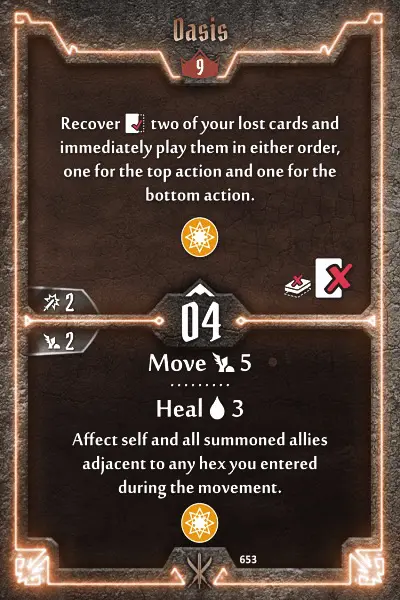 Oasis
9
Recover two of your lost cards and
immediately play them in either order,
one for the top action and one for the
bottom action.
2
04
2
Move 5
Heal 3
Affect self and all summoned allies
adjacent to any hex you entered
during the movement.
653